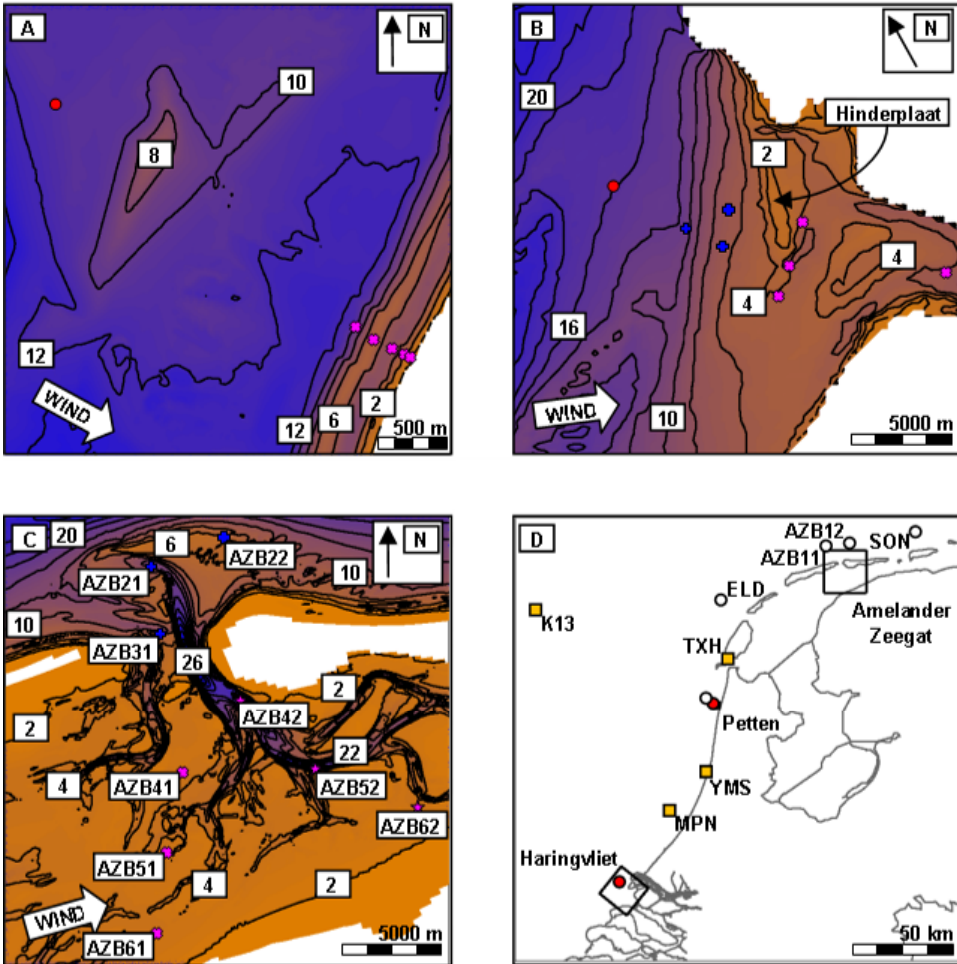 A
N
10
8
12
WIND
12
6
2
500 m
B
N
20
Hinderplaat
2
4
4
16
WIND
10
5000 m
C
20
N
6
AZB22
AZB21
10
10
AZB31
26
2
2
AZB42
22
4
AZB41
AZB52
AZB62
AZB51
4
2
WIND
AZB61
5000 m
D
AZB12
SON
AZB11
ELD
K13
Amelander
Zeegat
TXH
Petten
YMS
MPN
Haringvliet
50 km